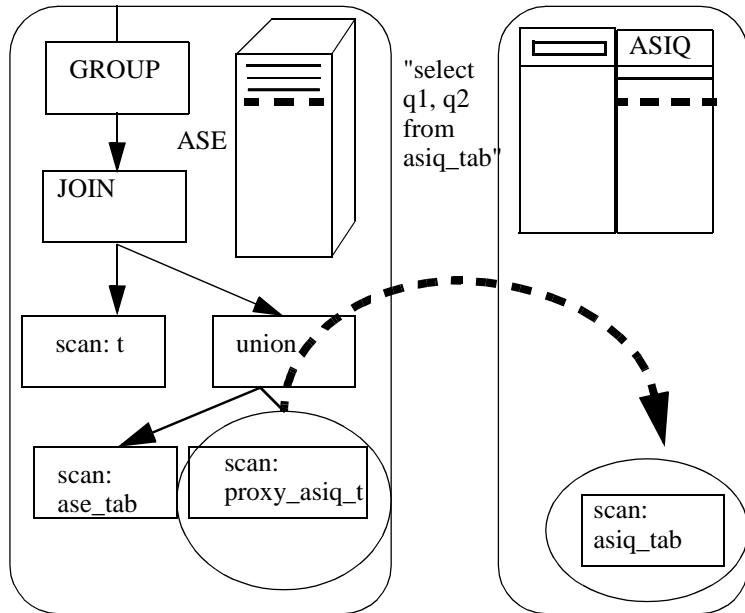 GROUP
ASE
"select
q1, q2
from
asiq_tab"
ASIQ
JOIN
scan: t
union
scan:
ase_tab
scan:
proxy_asiq_t
scan:
asiq_tab